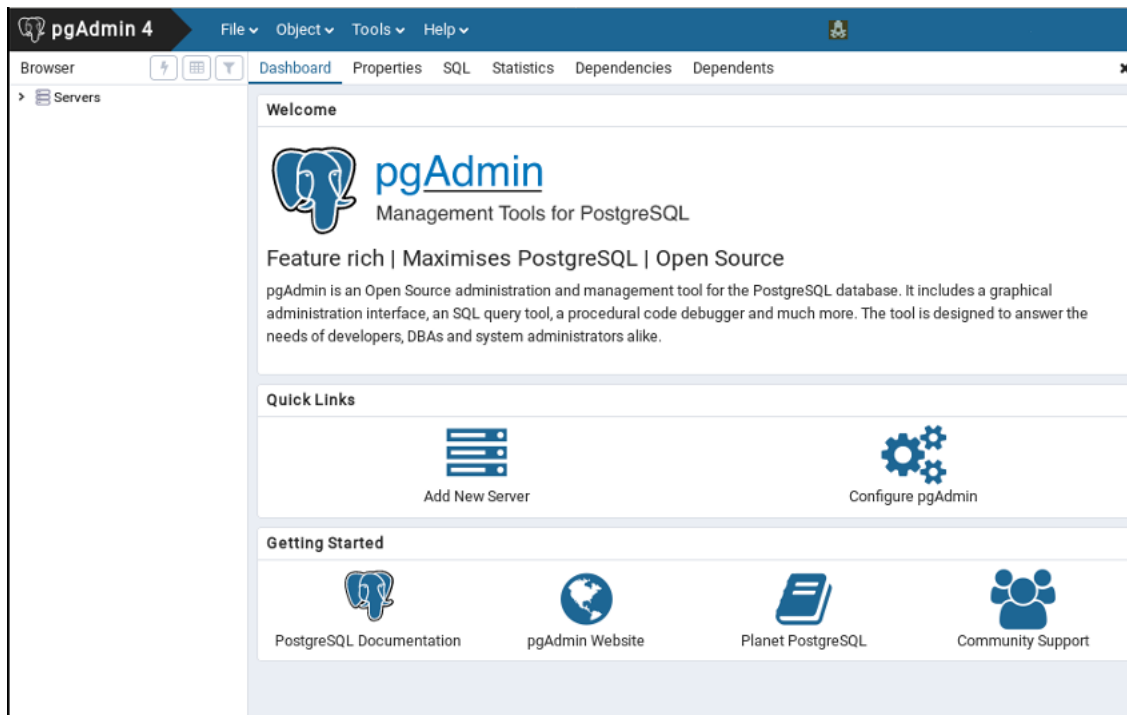 pgAdmin 4
File Object Tools Help
Browser
Dashboard Properties SQL Statistics Dependencies Dependents
Servers
Welcome
pgAdmin
Management Tools for PostgreSQL
Feature rich | Maximises PostgreSQL | Open Source
pgAdmin is an Open Source administration and management tool for the PostgreSQL database. It includes a graphical
administration interface, an SQL query tool, a procedural code debugger and much more. The tool is designed to answer the
needs of developers, DBAs and system administrators alike.
Quick Links
Add New Server
Configure pgAdmin
Getting Started
PostgreSQL Documentation
pgAdmin Website
Planet PostgreSQL
Community Support